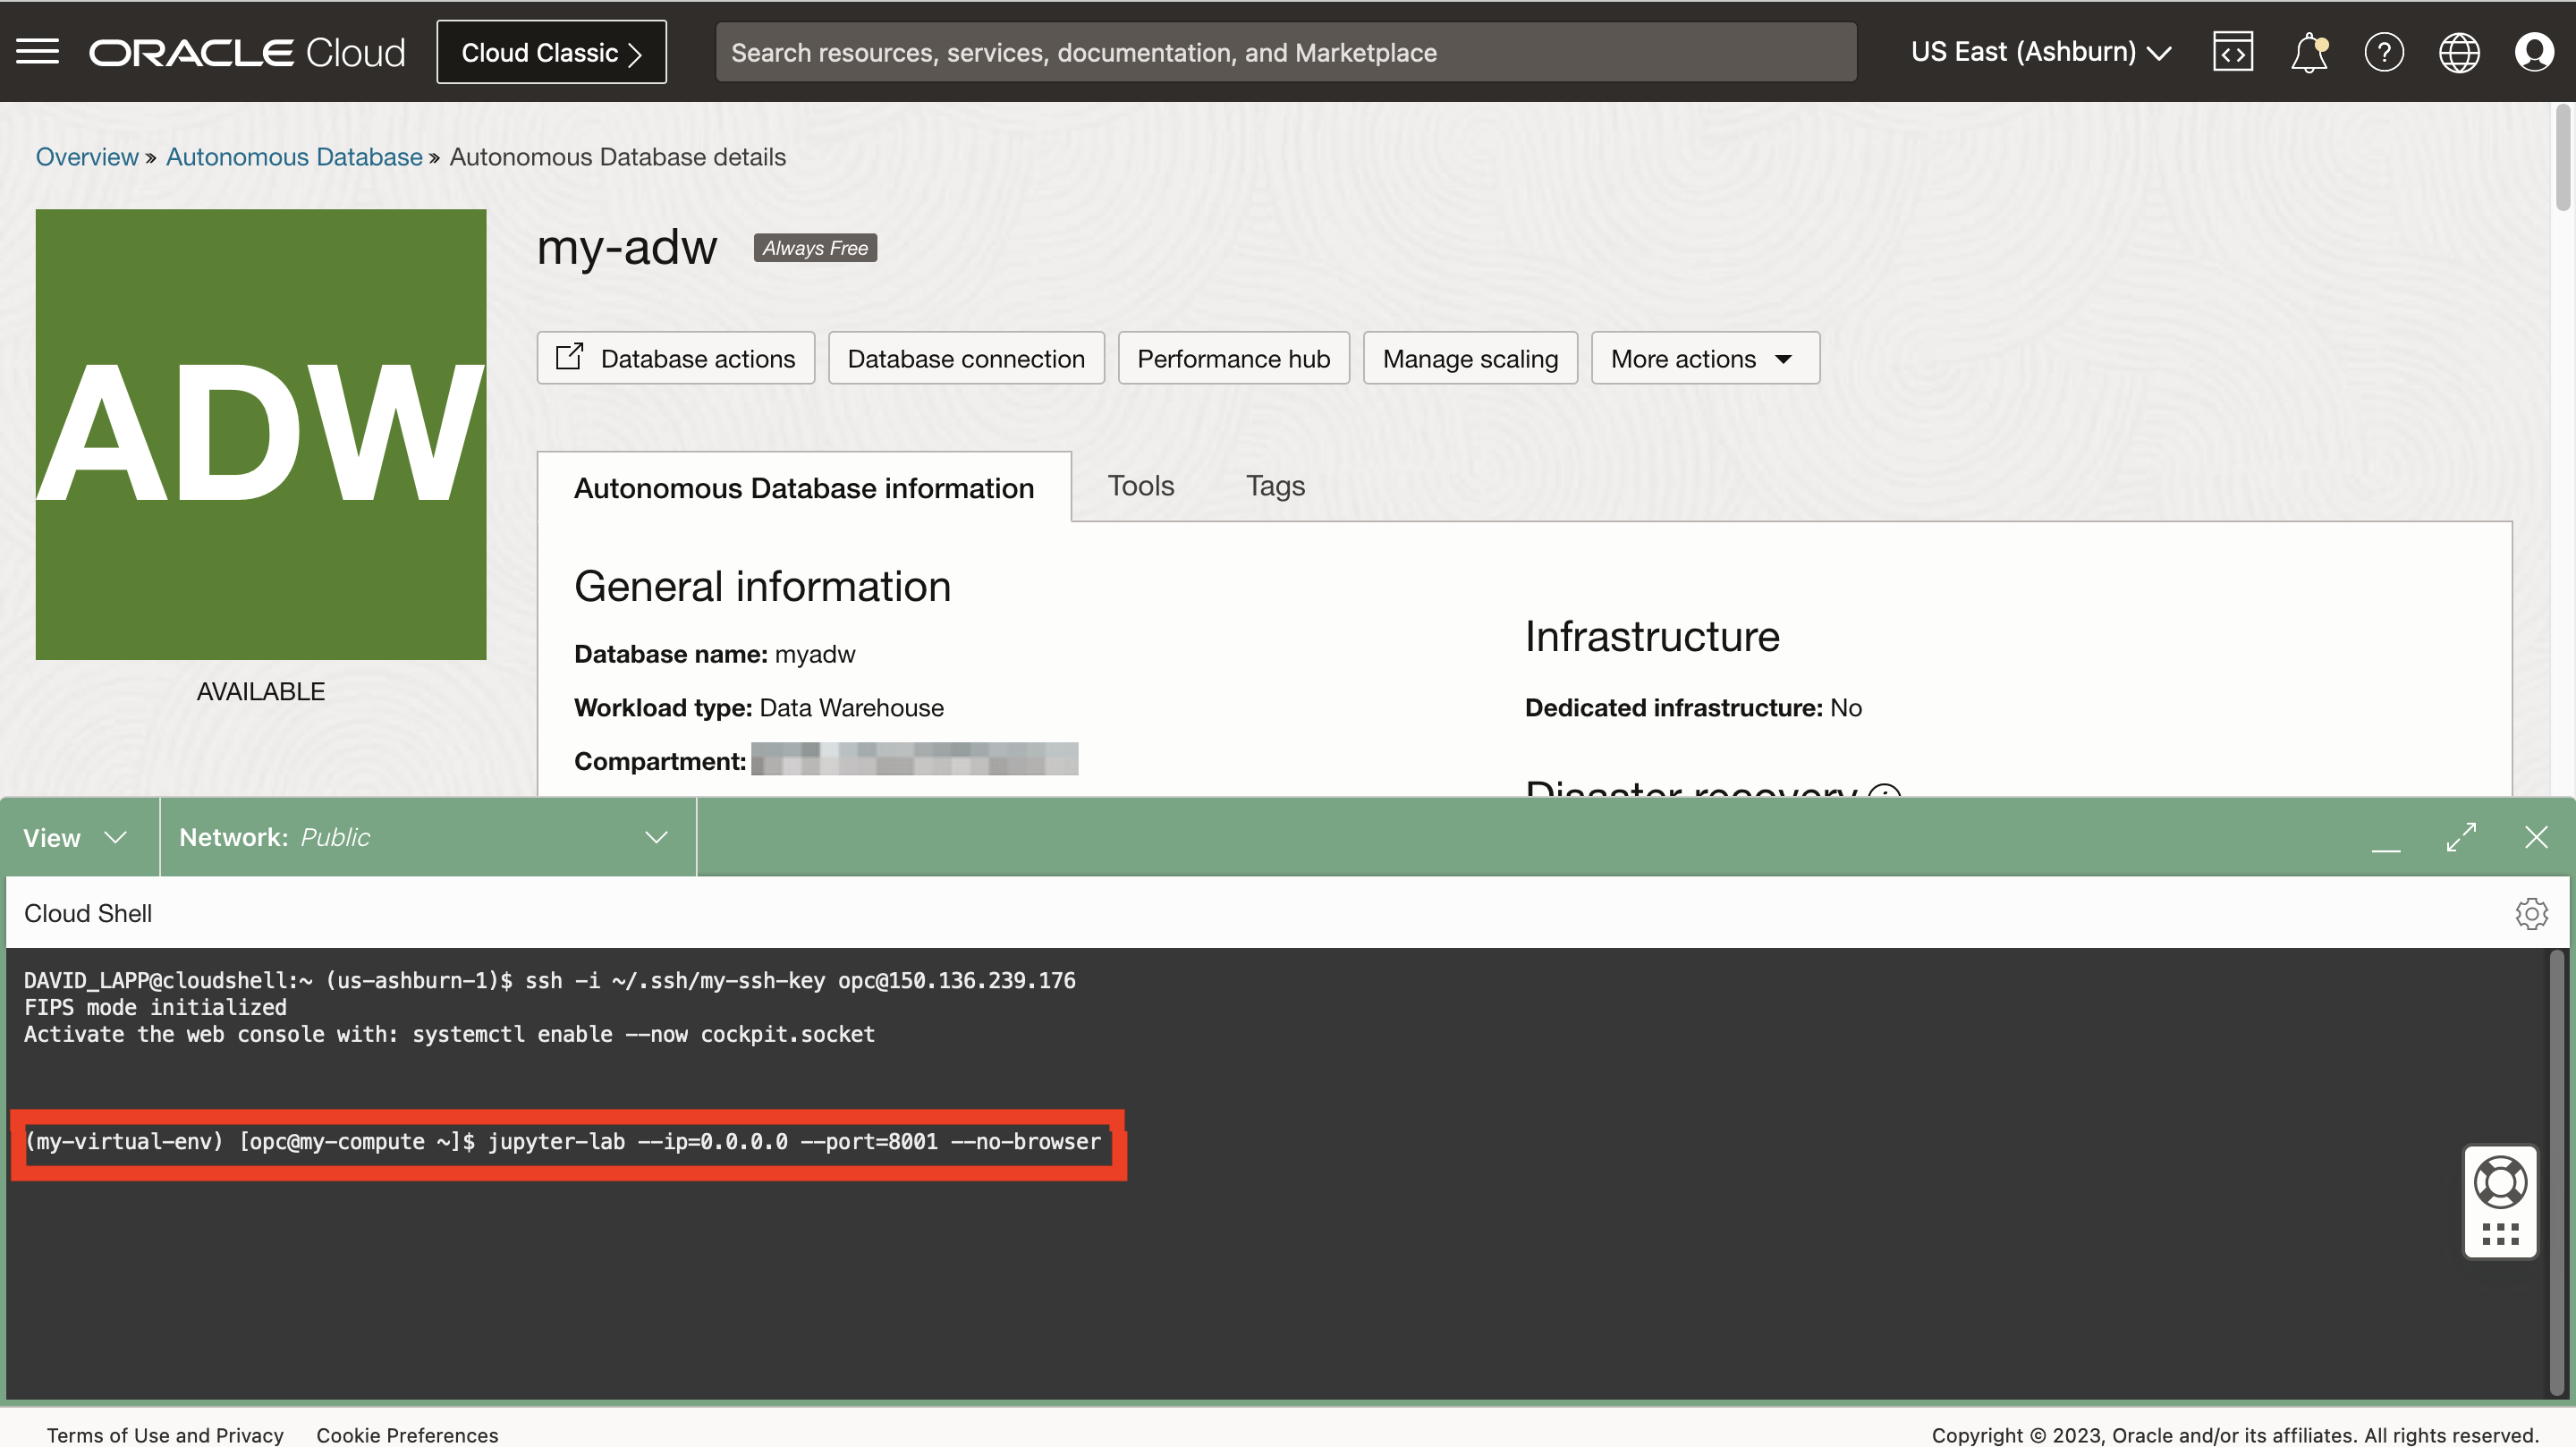 ORACLE Cloud
Cloud Classic
Search resources, services, documentation, and Marketplace
US East (Ashburn)
Overview » Autonomous Database » Autonomous Database details
ADW
AVAILABLE
my-adw
Always Free
Database actions
Database connection
Performance hub
Manage scaling
More actions
Autonomous Database information
Tools
Tags
General information
Database name: myadw
Workload type: Data Warehouse
Compartment:
Infrastructure
Dedicated infrastructure: No
Disaster recovery
View
Network: Public
Cloud Shell
DAVID_LAPP@cloudshell:~ (us-ashburn-1)$ ssh -i ~/.ssh/my-ssh-key opc@150.136.239.176
FIPS mode initialized
Activate the web console with: systemctl enable --now cockpit.socket
(my-virtual-env) [opc@my-compute ~]$ jupyter-lab --ip=0.0.0.0 --port=8001 --no-browser
Terms of Use and Privacy
Cookie Preferences
Copyright © 2023, Oracle and/or its affiliates. All rights reserved.